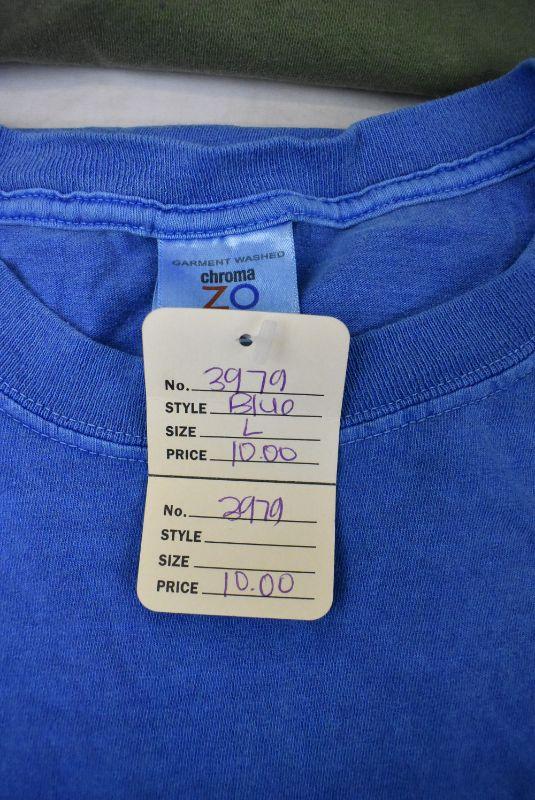 GARMENT WASHED
chroma
ZO
No. 3979
STYLE Blue
SIZE L
PRICE 10.00
No. 3979
STYLE
SIZE
PRICE 10.00